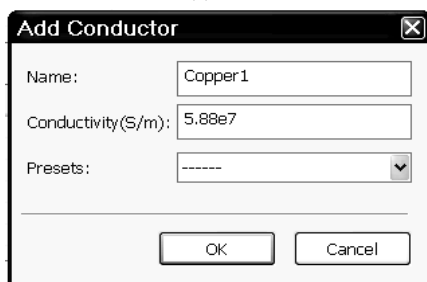 Add Conductor
Name: Copper1
Conductivity(S/m): 5.88e7
Presets: ------
OK Cancel